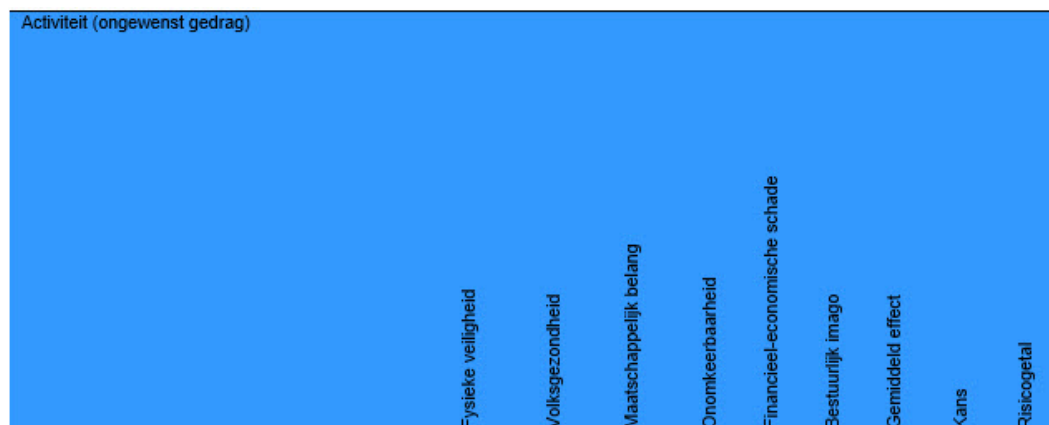 Activiteit (ongewenst gedrag)
Fysieke veiligheid
Volksgezondheid
Maatschappelijk belang
Onomkeerbaarheid
Financieel-economische schade
Bestuurlijk imago
Gemiddeld effect
Kans
Risicogetal